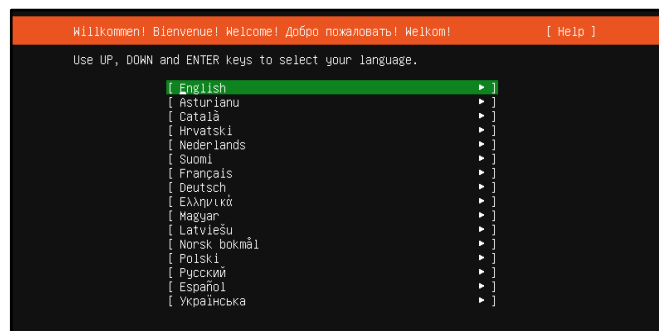 Willkommen! Bienvenue! Welcome! Добро пожаловать! Welkom! [ Help ]
Use UP, DOWN and ENTER keys to select your language.
[ English ▸ ]
[ Asturianu ▸ ]
[ Català ▸ ]
[ Hrvatski ▸ ]
[ Nederlands ▸ ]
[ Suomi ▸ ]
[ Français ▸ ]
[ Deutsch ▸ ]
[ Ελληνικά ▸ ]
[ Magyar ▸ ]
[ Latviešu ▸ ]
[ Norsk bokmål ▸ ]
[ Polski ▸ ]
[ Русский ▸ ]
[ Español ▸ ]
[ Українська ▸ ]